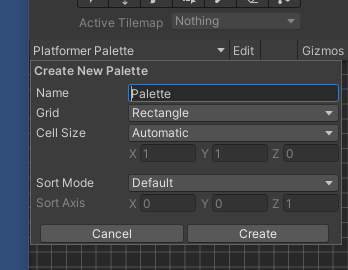 Active Tilemap Nothing
Platformer Palette Edit Gizmos
Create New Palette
Name Palette
Grid Rectangle
Cell Size Automatic
X 1 Y 1 Z 0
Sort Mode Default
Sort Axis X 0 Y 0 Z 1
Cancel Create